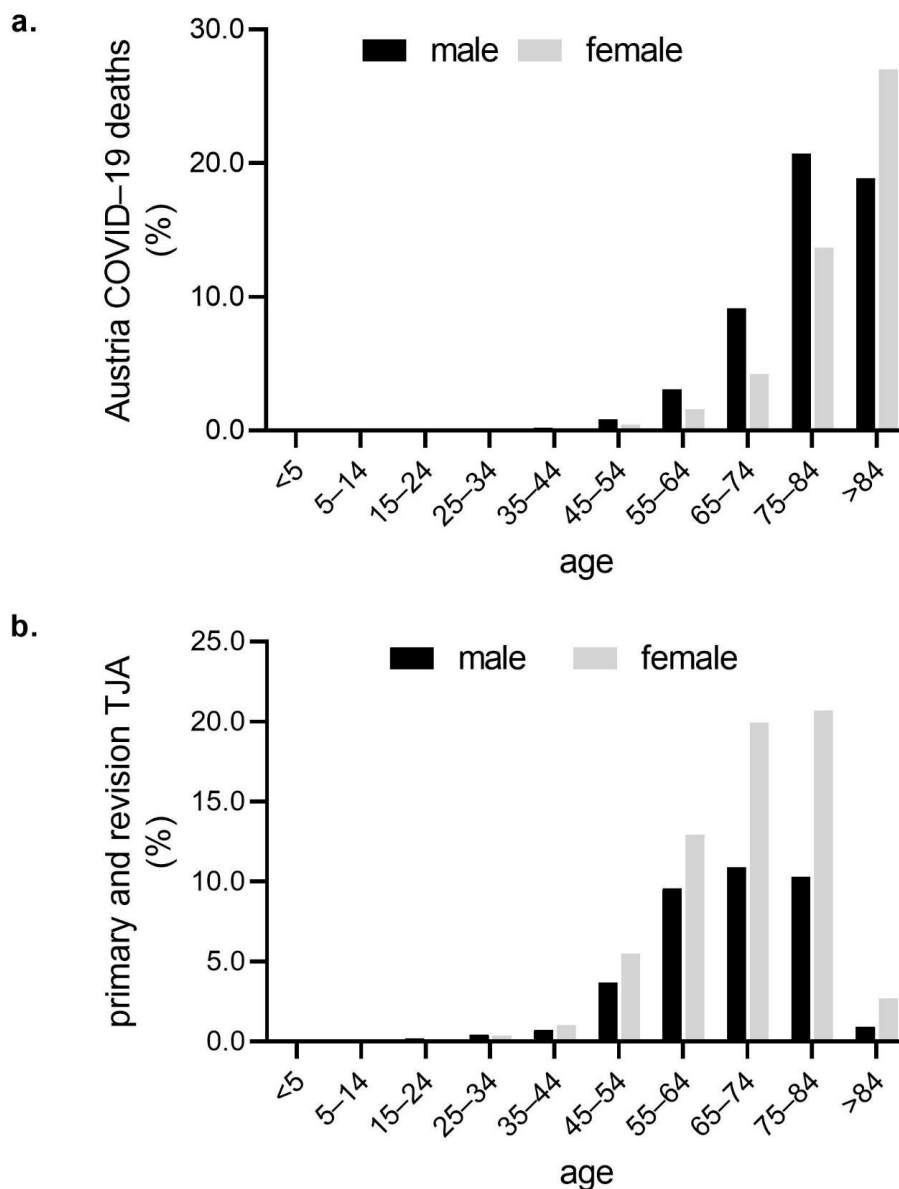 a.
Austria COVID–19 deaths
(%)
30.0
20.0
10.0
0.0
male female
<5 5–14 15–24 25–34 35–44 45–54 55–64 65–74 75–84 >84
age
b.
primary and revision TJA
(%)
25.0
20.0
15.0
10.0
5.0
0.0
male female
<5 5–14 15–24 25–34 35–44 45–54 55–64 65–74 75–84 >84
age